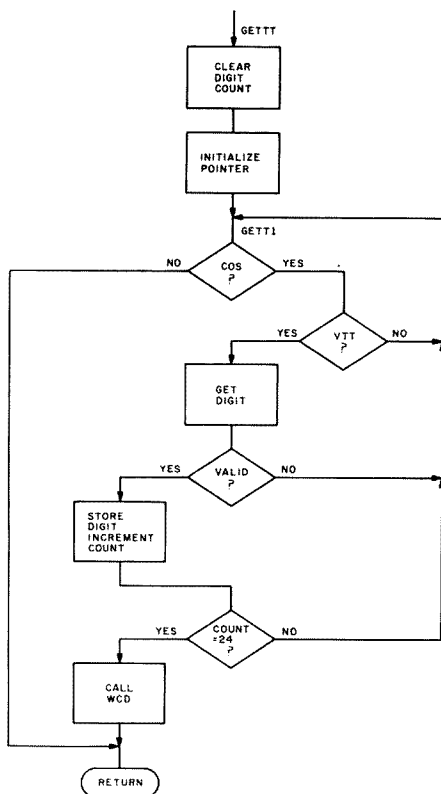 GETTT
CLEAR
DIGIT
COUNT
INITIALIZE
POINTER
GETT1
NO
COS
?
YES
YES
VTT
?
NO
GET
DIGIT
YES
VALID
?
NO
STORE
DIGIT
INCREMENT
COUNT
YES
COUNT
=24
?
NO
CALL
WCD
RETURN